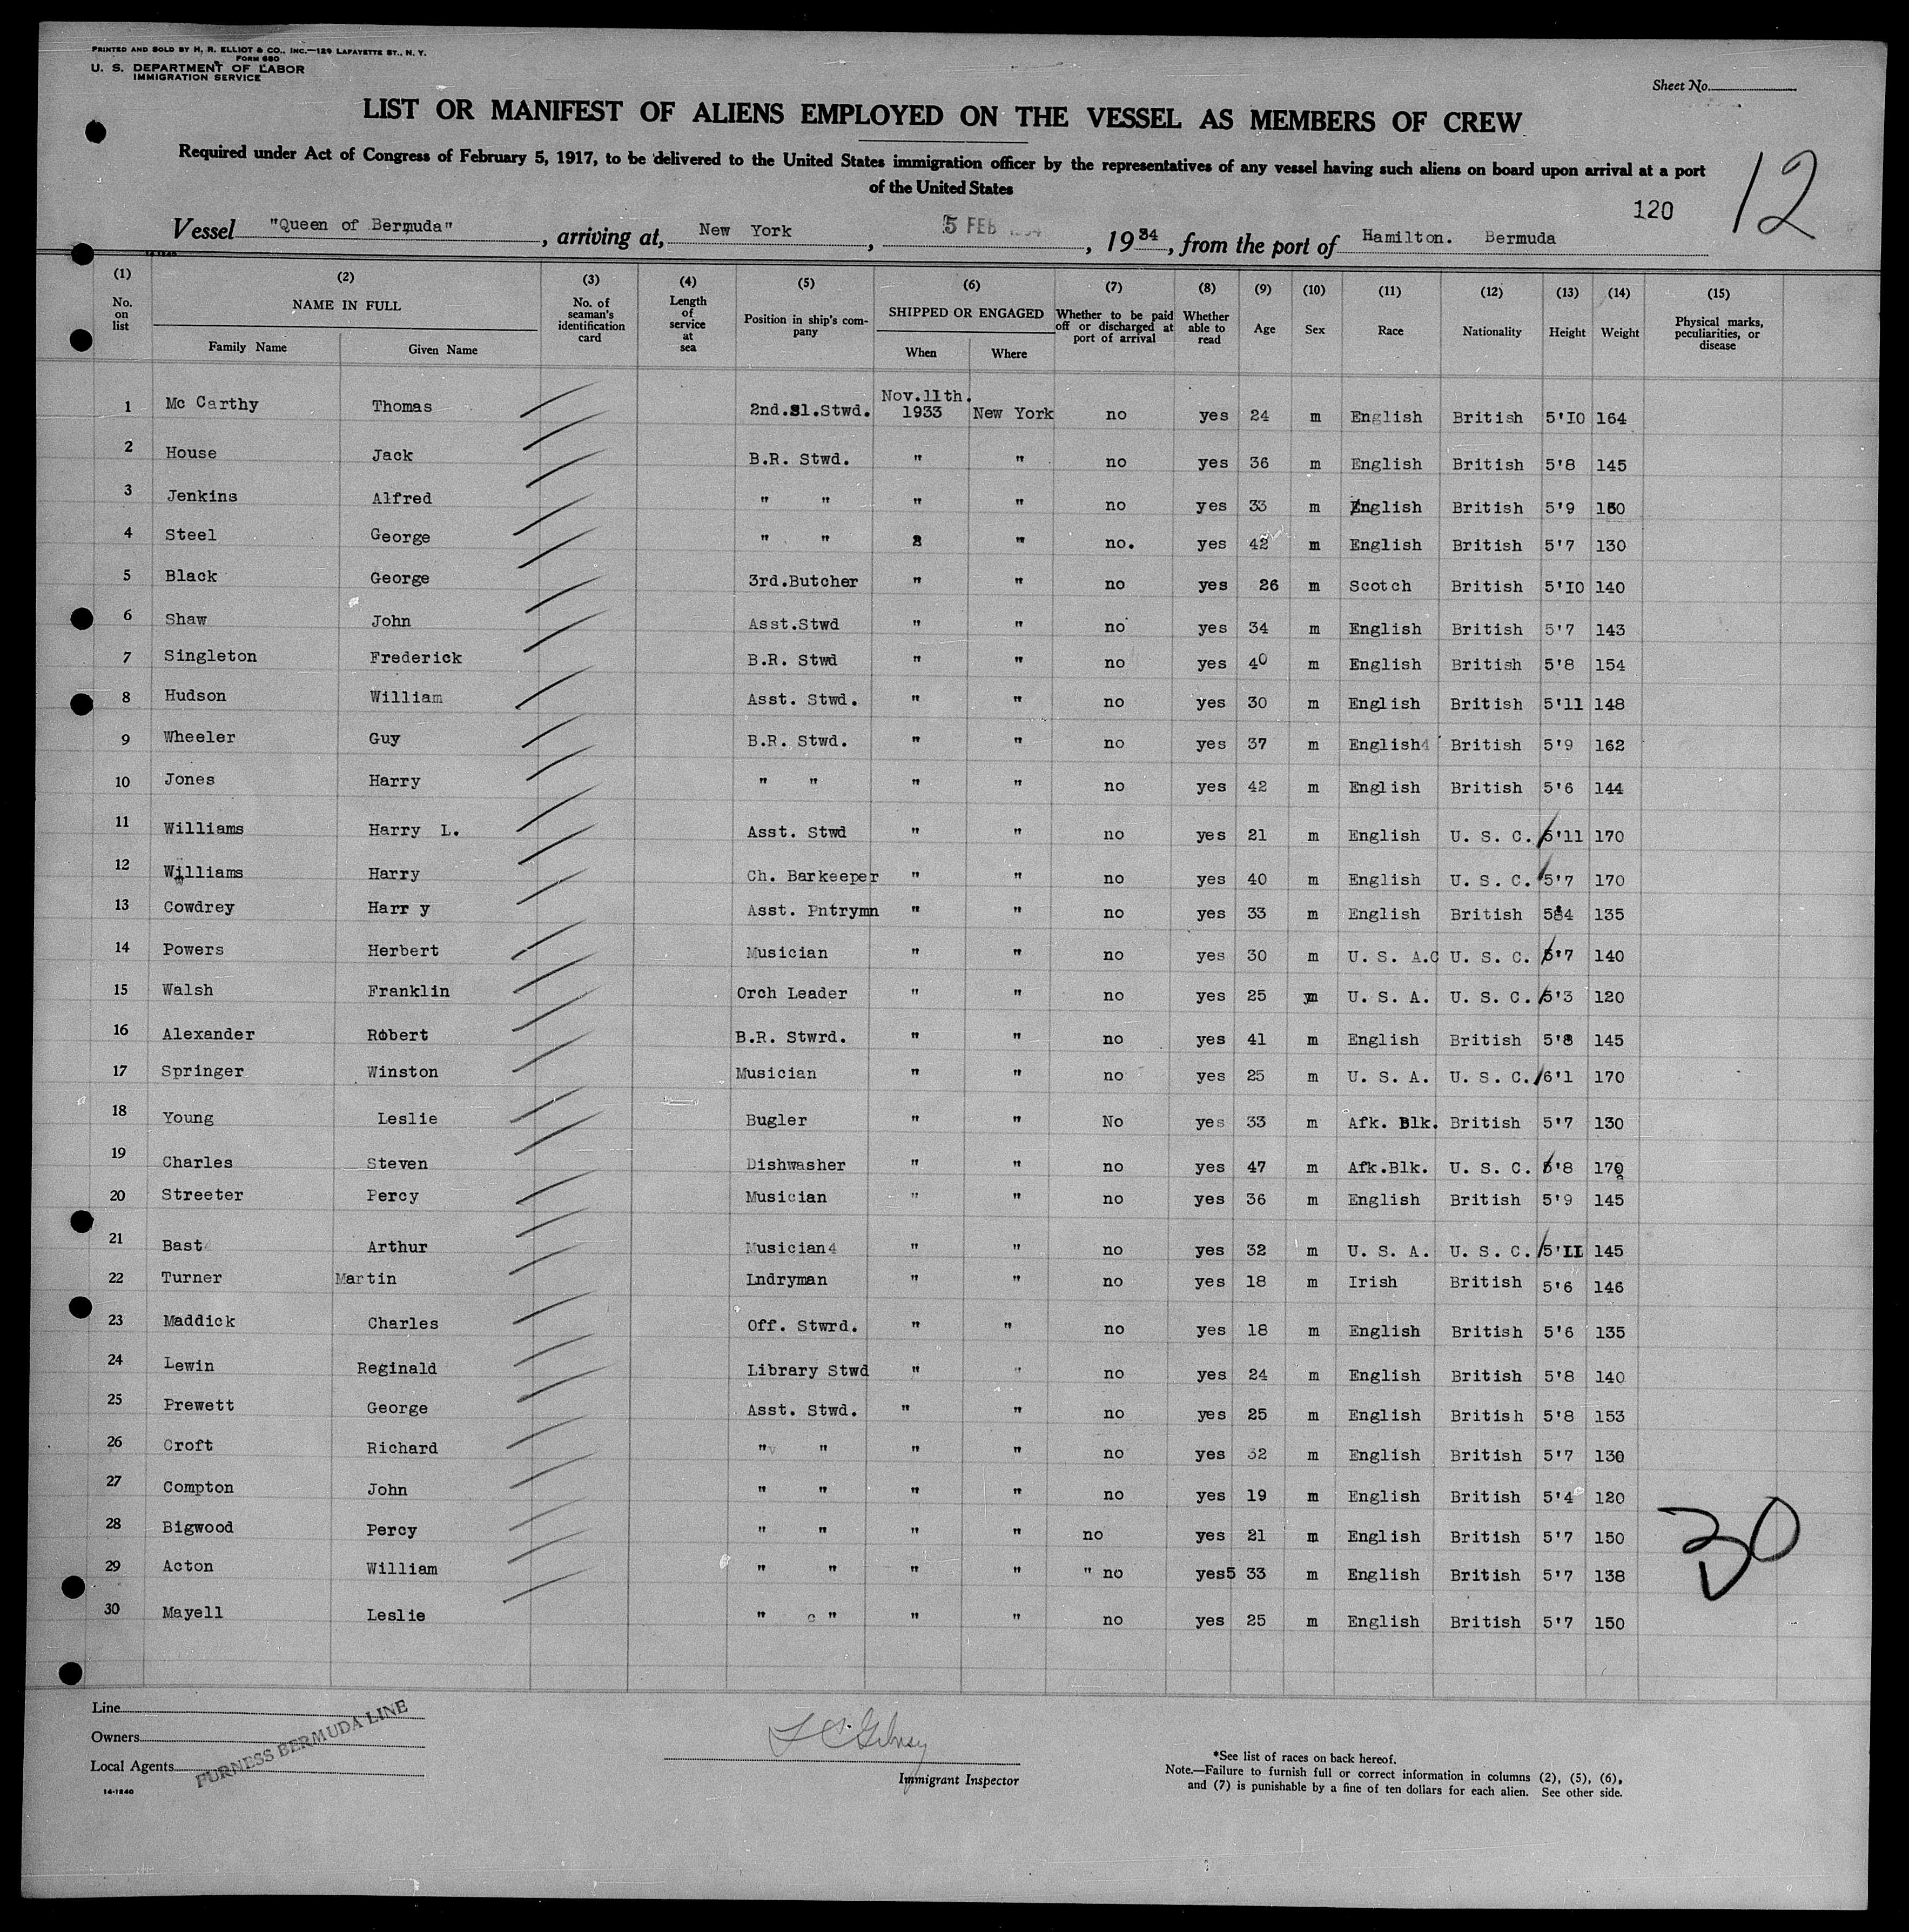 PRINTED AND SOLD BY H. R. ELLIOT & CO., INC.—129 LAFAYETTE ST., N. Y.
FORM 680
U. S. DEPARTMENT OF LABOR
IMMIGRATION SERVICE
Sheet No.
LIST OR MANIFEST OF ALIENS EMPLOYED ON THE VESSEL AS MEMBERS OF CREW
Required under Act of Congress of February 5, 1917, to be delivered to the United States immigration officer by the representatives of any vessel having such aliens on board upon arrival at a port
of the United States
120 12
Vessel "Queen of Bermuda", arriving at, New York, 5 FEB 1934, 1934, from the port of Hamilton. Bermuda
14-1240
(1) (2) (3) (4) (5) (6) (7) (8) (9) (10) (11) (12) (13) (14) (15)
No. on list NAME IN FULL Family Name Given Name No. of seaman's identification card Length of service at sea Position in ship's company SHIPPED OR ENGAGED When Where Whether to be paid off or discharged at port of arrival Whether able to read Age Sex Race Nationality Height Weight Physical marks, peculiarities, or disease
1 Mc Carthy Thomas 2nd.Sl.Stwd. Nov.11th. 1933 New York no yes 24 m English British 5'10 164
2 House Jack B.R. Stwd. " " no yes 36 m English British 5'8 145
3 Jenkins Alfred " " " " no yes 33 m English British 5'9 150
4 Steel George " " " no. yes 42 m English British 5'7 130
5 Black George 3rd.Butcher " " no yes 26 m Scotch British 5'10 140
6 Shaw John Asst.Stwd " " no yes 34 m English British 5'7 143
7 Singleton Frederick B.R. Stwd " " no yes 40 m English British 5'8 154
8 Hudson William Asst. Stwd. " " no yes 30 m English British 5'11 148
9 Wheeler Guy B.R. Stwd. " " no yes 37 m English4 British 5'9 162
10 Jones Harry " " " " no yes 42 m English British 5'6 144
11 Williams Harry L. Asst. Stwd " " no yes 21 m English U. S. C. 5'11 170
12 Williams Harry Ch. Barkeeper " " no yes 40 m English U. S. C. 5'7 170
13 Cowdrey Harr y Asst. Pntrymn " " no yes 33 m English British 5'4 135
14 Powers Herbert Musician " " no yes 30 m U. S. A.C U. S. C. 5'7 140
15 Walsh Franklin Orch Leader " " no yes 25 m U. S. A. U. S. C. 5'3 120
16 Alexander Robert B.R. Stwrd. " " no yes 41 m English British 5'8 145
17 Springer Winston Musician " " no yes 25 m U. S. A. U. S. C. 6'1 170
18 Young Leslie Bugler " " No yes 33 m Afk. Blk. British 5'7 130
19 Charles Steven Dishwasher " " no yes 47 m Afk.Blk. U. S. C. 5'8 170
20 Streeter Percy Musician " " no yes 36 m English British 5'9 145
21 Bast Arthur Musician4 " " no yes 32 m U. S. A. U. S. C. 5'11 145
22 Turner Martin Lndryman " " no yes 18 m Irish British 5'6 146
23 Maddick Charles Off. Stwrd. " " no yes 18 m English British 5'6 135
24 Lewin Reginald Library Stwd " " no yes 24 m English British 5'8 140
25 Prewett George Asst. Stwd. " " no yes 25 m English British 5'8 153
26 Croft Richard " " " " no yes 32 m English British 5'7 130
27 Compton John " " " " no yes 19 m English British 5'4 120
28 Bigwood Percy " " " " no yes 21 m English British 5'7 150
29 Acton William " " " " " no yes5 33 m English British 5'7 138
30 Mayell Leslie " " " " no yes 25 m English British 5'7 150
30
Line
Owners
Local Agents
FURNESS BERMUDA LINE
14-1240
Immigrant Inspector
*See list of races on back hereof.
Note.—Failure to furnish full or correct information in columns (2), (5), (6),
and (7) is punishable by a fine of ten dollars for each alien. See other side.